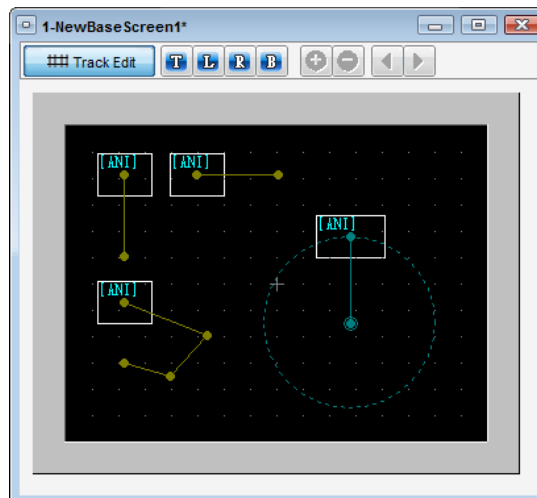 1-NewBaseScreen1*
Track Edit T L R B
[ANI] [ANI]
[ANI]
[ANI]